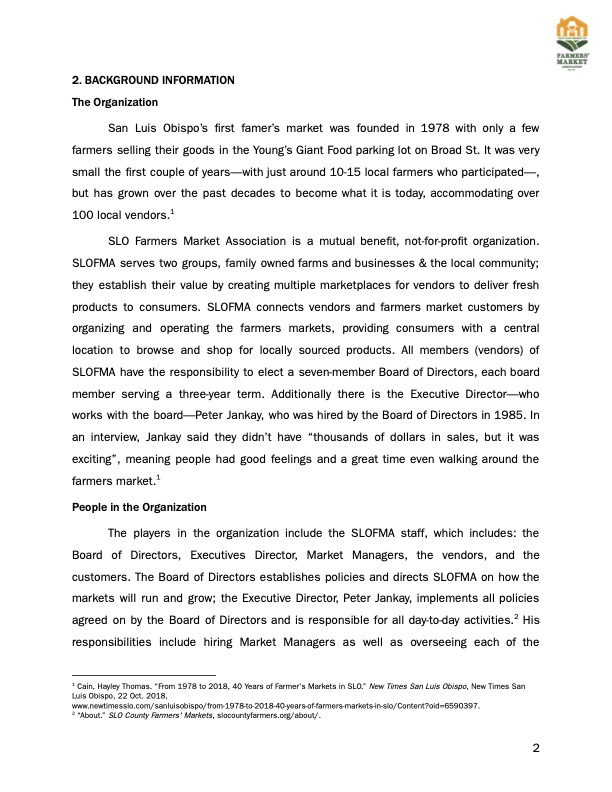 FARMERS'
MARKET
2. BACKGROUND INFORMATION
The Organization
San Luis Obispo's first famer's market was founded in 1978 with only a few
farmers selling their goods in the Young's Giant Food parking lot on Broad St. It was very
small the first couple of years—with just around 10-15 local farmers who participated—,
but has grown over the past decades to become what it is today, accommodating over
100 local vendors.1
SLO Farmers Market Association is a mutual benefit, not-for-profit organization.
SLOFMA serves two groups, family owned farms and businesses & the local community;
they establish their value by creating multiple marketplaces for vendors to deliver fresh
products to consumers. SLOFMA connects vendors and farmers market customers by
organizing and operating the farmers markets, providing consumers with a central
location to browse and shop for locally sourced products. All members (vendors) of
SLOFMA have the responsibility to elect a seven-member Board of Directors, each board
member serving a three-year term. Additionally there is the Executive Director—who
works with the board—Peter Jankay, who was hired by the Board of Directors in 1985. In
an interview, Jankay said they didn't have “thousands of dollars in sales, but it was
exciting”, meaning people had good feelings and a great time even walking around the
farmers market.1
People in the Organization
The players in the organization include the SLOFMA staff, which includes: the
Board of Directors, Executives Director, Market Managers, the vendors, and the
customers. The Board of Directors establishes policies and directs SLOFMA on how the
markets will run and grow; the Executive Director, Peter Jankay, implements all policies
agreed on by the Board of Directors and is responsible for all day-to-day activities.2 His
responsibilities include hiring Market Managers as well as overseeing each of the
1 Cain, Hayley Thomas. “From 1978 to 2018, 40 Years of Farmer's Markets in SLO.” New Times San Luis Obispo, New Times San
Luis Obispo, 22 Oct. 2018,
www.newtimesslo.com/sanluisobispo/from-1978-to-2018-40-years-of-farmers-markets-in-slo/Content?oid=6590397.
2 “About.” SLO County Farmers' Markets, slocountyfarmers.org/about/.
2